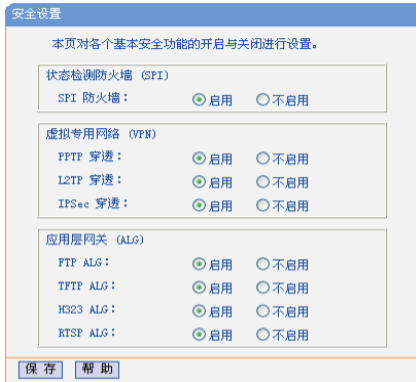 安全设置
本页对各个基本安全功能的开启与关闭进行设置。
状态检测防火墙 (SPI)
SPI 防火墙： 启用 不启用
虚拟专用网络 (VPN)
PPTP 穿透： 启用 不启用
L2TP 穿透： 启用 不启用
IPSec 穿透： 启用 不启用
应用层网关 (ALG)
FTP ALG： 启用 不启用
TFTP ALG： 启用 不启用
H323 ALG： 启用 不启用
RTSP ALG： 启用 不启用
保 存 帮 助